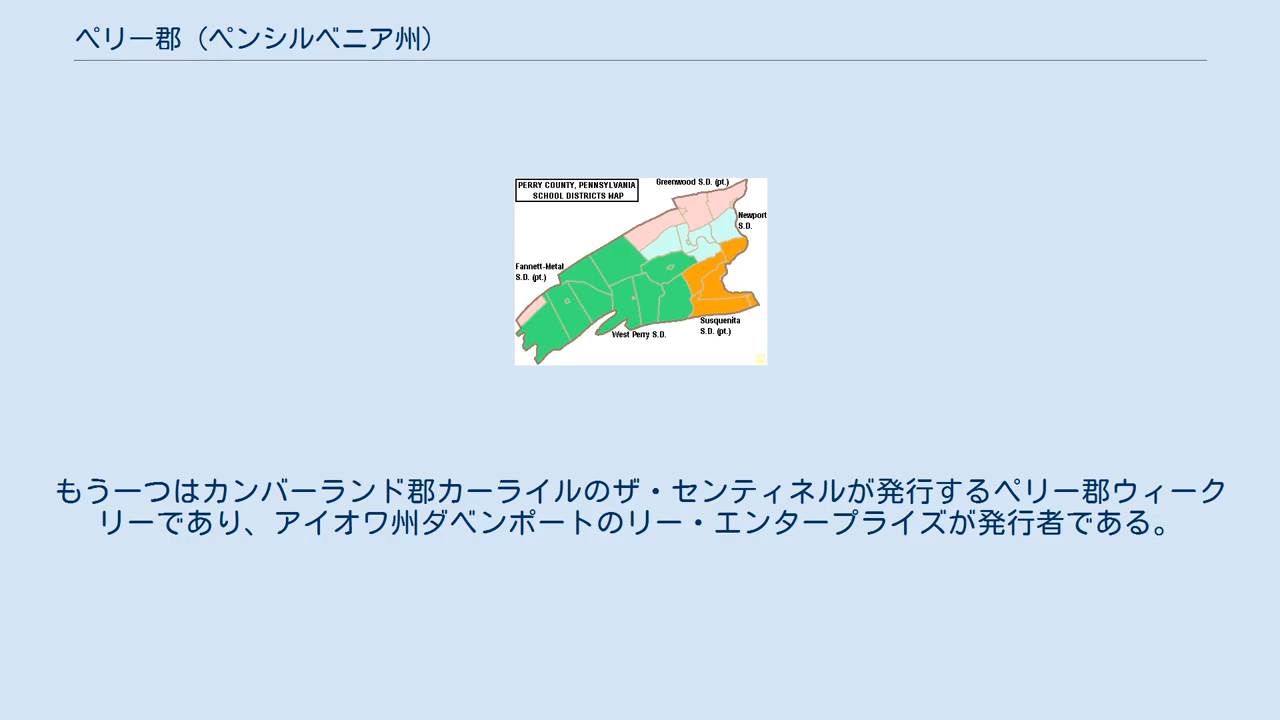 ペリー郡（ペンシルベニア州）
PERRY COUNTY, PENNSYLVANIA
SCHOOL DISTRICTS MAP
Greenwood S.D. (pt.)
Newport
S.D.
Fannett-Metal
S.D. (pt.)
Susquenita
S.D. (pt.)
West Perry S.D.
もう一つはカンバーランド郡カーライルのザ・センティネルが発行するペリー郡ウィーク
リーであり、アイオワ州ダベンポートのリー・エンタープライズが発行者である。